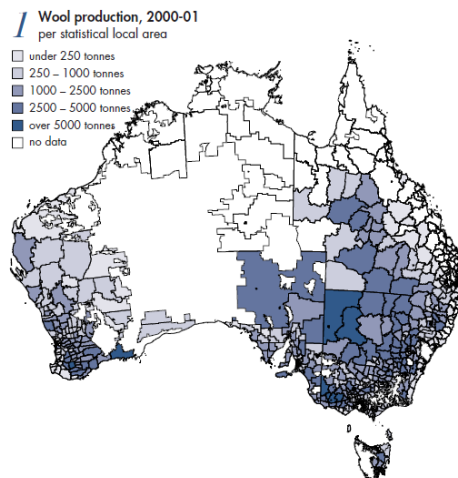 1 Wool production, 2000-01
per statistical local area
under 250 tonnes
250 – 1000 tonnes
1000 – 2500 tonnes
2500 – 5000 tonnes
over 5000 tonnes
no data